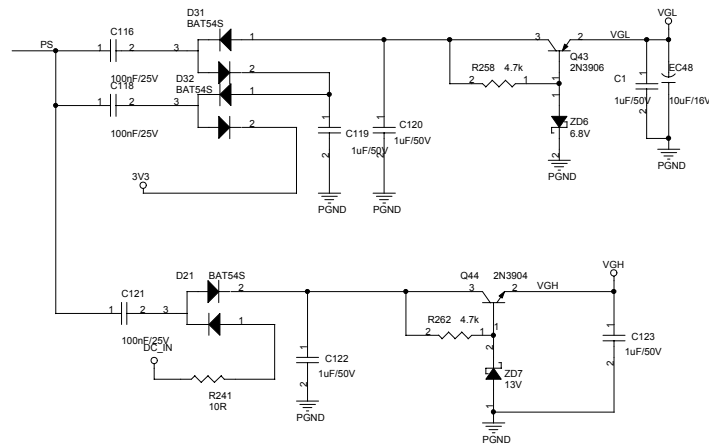 D31
BAT54S
VGL
C116
PS
1 2 3
1
3 2
VGL
Q43
2N3906
R258 4.7k
2 1
1
100nF/25V
2
D32
BAT54S
C118
1 2 3
1
100nF/25V
2
C119
1uF/50V
C120
1uF/50V
ZD6
6.8V
C1
1uF/50V
EC48
10uF/16V
3V3
PGND
PGND
PGND
PGND
D21 BAT54S
Q44 2N3904
VGH
C121
1 2 3
2
3 2
VGH
R262 4.7k
2 1
1
100nF/25V
1
DC_IN
C122
1uF/50V
ZD7
13V
C123
1uF/50V
R241
10R
PGND
PGND